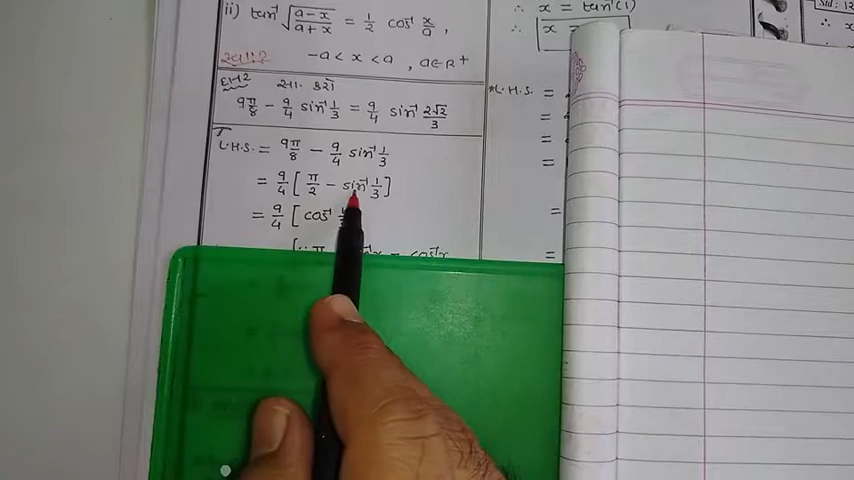 ii) tan⁻¹ √((a-x)/(a+x)) = 1/2 cos⁻¹ x/a ,
-a < x < a , a ∈ R⁺
સા. કરો
9π/8 - 9/4 sin⁻¹ 1/3 = 9/4 sin⁻¹ 2√2/3
L.H.S. = 9π/8 - 9/4 sin⁻¹ 1/3
= 9/4 [ π/2 - sin⁻¹ 1/3 ]
= 9/4 [ cos⁻¹
∴ x = tan⁻¹(1)
∴ x =
L.H.S. =
=
=
=
=
=
Std : 12
∴ x